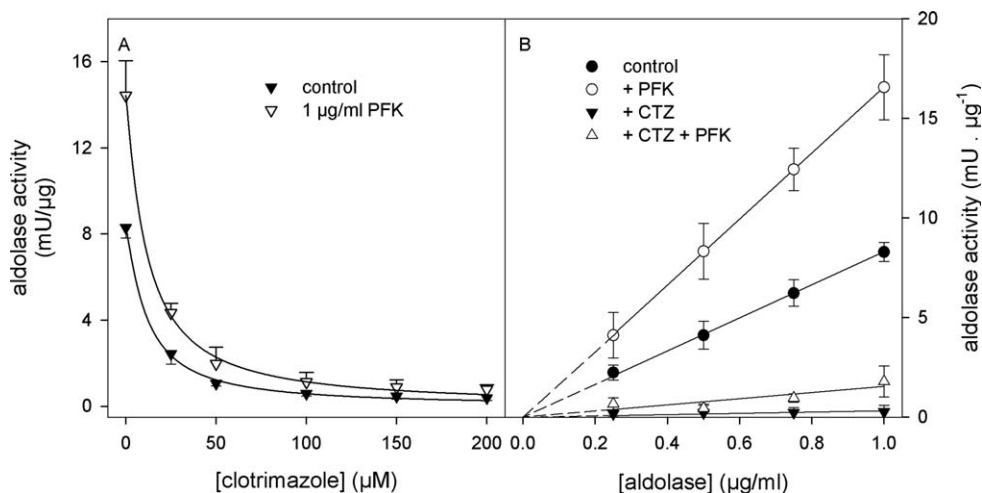 A
control
1 µg/ml PFK
aldolase activity
(mU/µg)
16
12
8
4
0
0 50 100 150 200
[clotrimazole] (µM)
B
control
+ PFK
+ CTZ
+ CTZ + PFK
20
15
10
5
0
aldolase activity (mU . µg⁻¹)
0.0 0.2 0.4 0.6 0.8 1.0
[aldolase] (µg/ml)